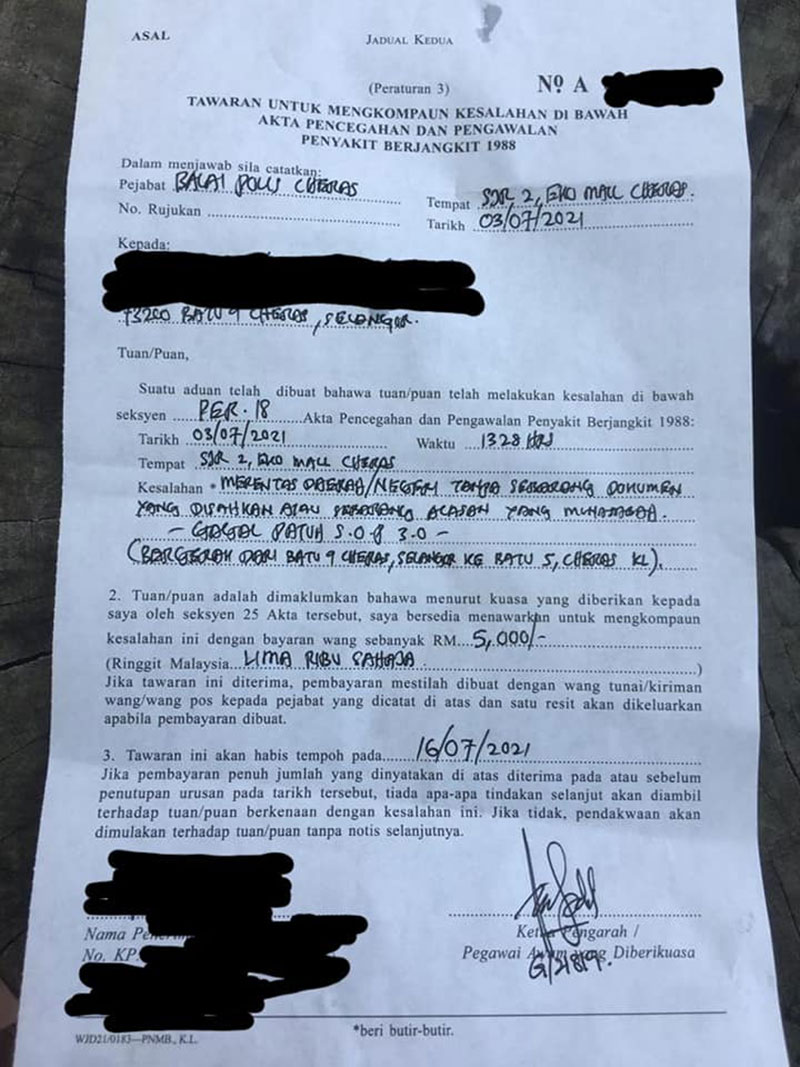 ASAL
JADUAL KEDUA
(Peraturan 3)
Nº A
TAWARAN UNTUK MENGKOMPAUN KESALAHAN DI BAWAH
AKTA PENCEGAHAN DAN PENGAWALAN
PENYAKIT BERJANGKIT 1988
Dalam menjawab sila catatkan:
Pejabat BALAI POLIS CHERAS
Tempat SJR 2, EKO MALL CHERAS.
No. Rujukan
Tarikh 03/07/2021
Kepada:
73200 BATU 9 CHERAS, SELANGOR.
Tuan/Puan,
Suatu aduan telah dibuat bahawa tuan/puan telah melakukan kesalahan di bawah
seksyen PER. 18 Akta Pencegahan dan Pengawalan Penyakit Berjangkit 1988:
Tarikh 03/07/2021 Waktu 1328 HRS
Tempat SJR 2, EKO MALL CHERAS
Kesalahan * MERENTAS DAERAH/NEGERI TANPA SEBARANG DOKUMEN
YANG DISAHKAN ATAU SEBARANG ALASAN YANG MUNASABAH.
- GAGAL PATUH S.O.P 3.0 -
(BERGERAK DARI BATU 9 CHERAS, SELANGOR KE BATU 5, CHERAS KL).
2. Tuan/puan adalah dimaklumkan bahawa menurut kuasa yang diberikan kepada
saya oleh seksyen 25 Akta tersebut, saya bersedia menawarkan untuk mengkompaun
kesalahan ini dengan bayaran wang sebanyak RM 5,000/-
(Ringgit Malaysia LIMA RIBU SAHAJA )
Jika tawaran ini diterima, pembayaran mestilah dibuat dengan wang tunai/kiriman
wang/wang pos kepada pejabat yang dicatat di atas dan satu resit akan dikeluarkan
apabila pembayaran dibuat.
3. Tawaran ini akan habis tempoh pada 16/07/2021
Jika pembayaran penuh jumlah yang dinyatakan di atas diterima pada atau sebelum
penutupan urusan pada tarikh tersebut, tiada apa-apa tindakan selanjut akan diambil
terhadap tuan/puan berkenaan dengan kesalahan ini. Jika tidak, pendakwaan akan
dimulakan terhadap tuan/puan tanpa notis selanjutnya.
Nama
No. KP
Ketua Pengarah /
Pegawai Awam yang Diberikuasa
*beri butir-butir.
WJD21/0183—PNMB., K.L.